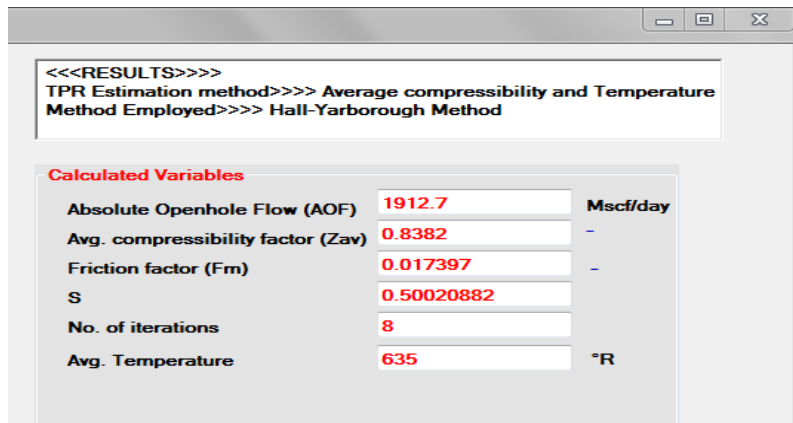 <<<RESULTS>>>>
TPR Estimation method>>>> Average compressibility and Temperature
Method Employed>>>> Hall-Yarborough Method
Calculated Variables
Absolute Openhole Flow (AOF) 1912.7 Mscf/day
Avg. compressibility factor (Zav) 0.8382 -
Friction factor (Fm) 0.017397 -
S 0.50020882
No. of iterations 8
Avg. Temperature 635 °R